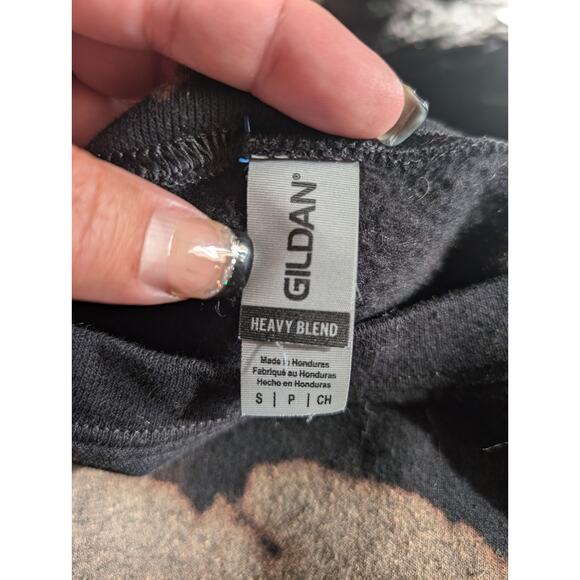 GILDAN®
HEAVY BLEND
Made in Honduras
Fabriqué au Honduras
Hecho en Honduras
S | P | CH